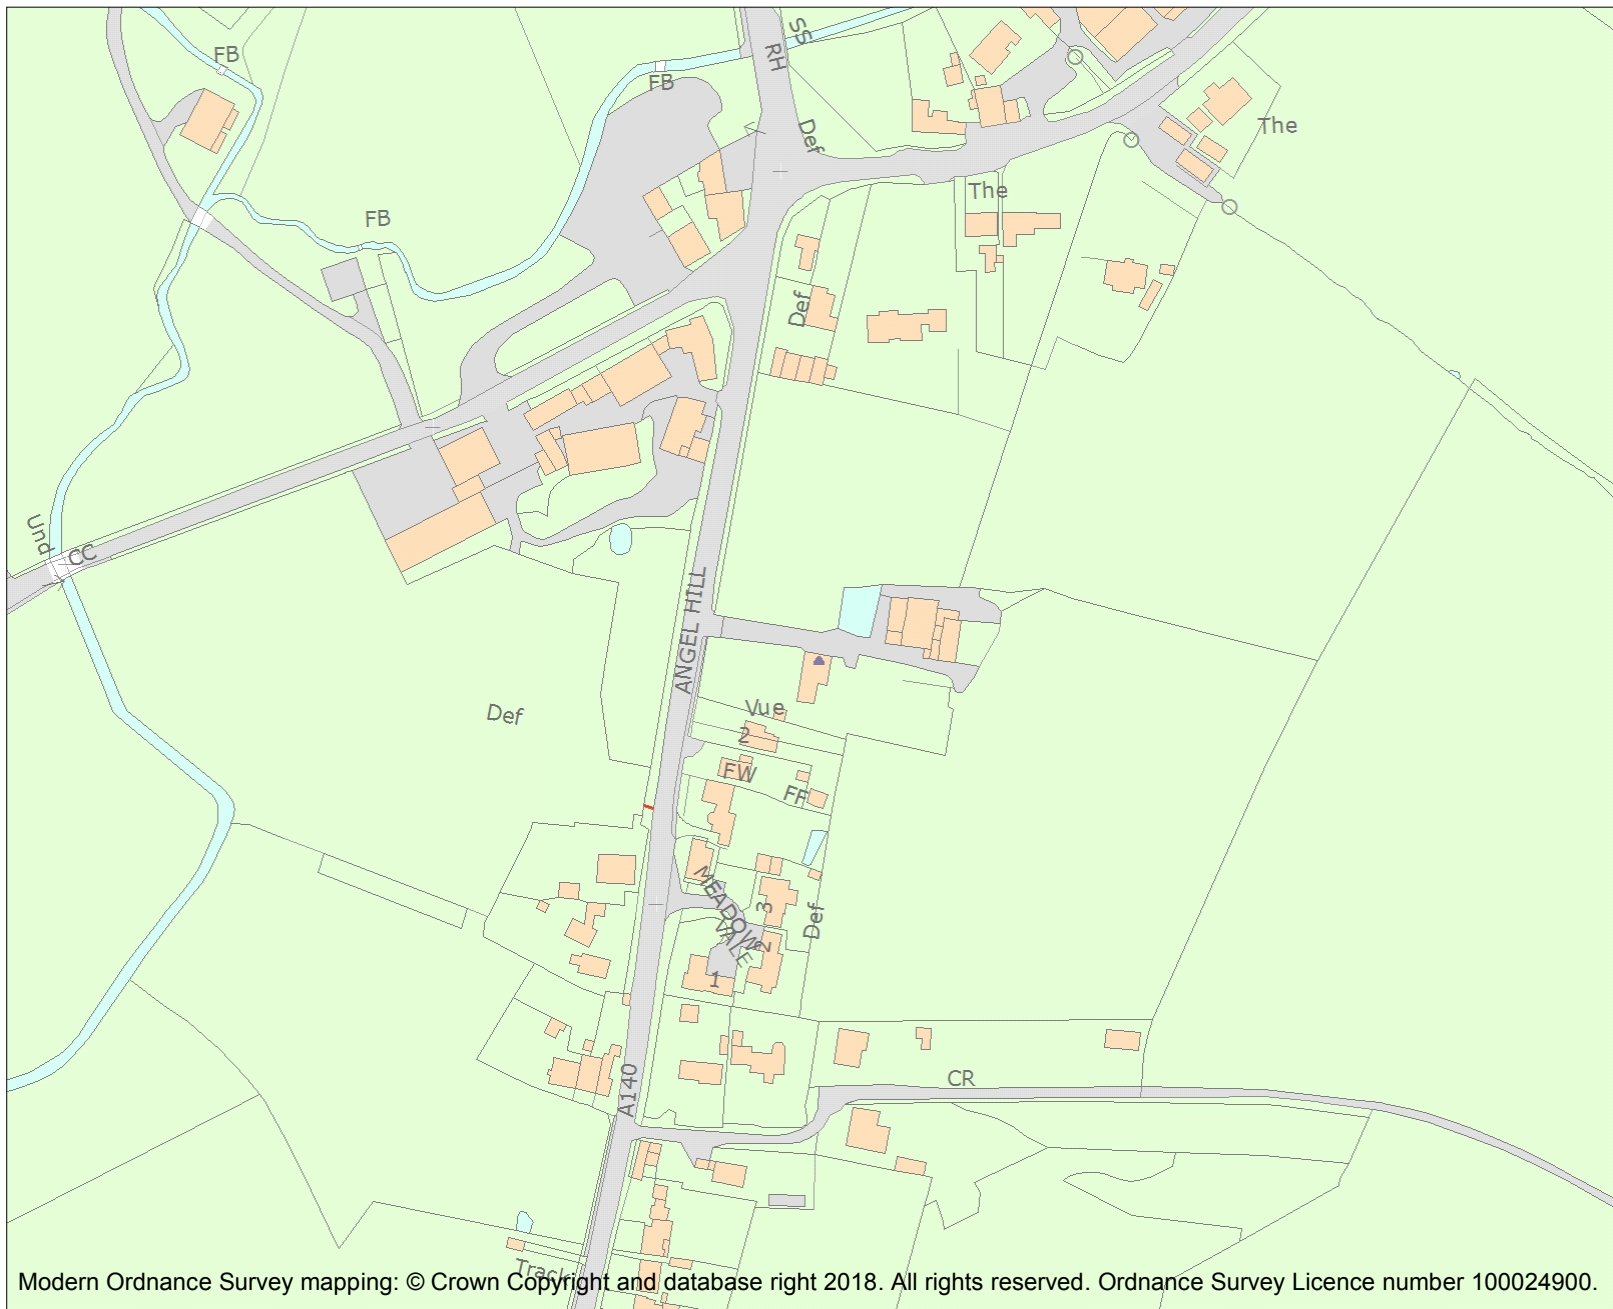 SS
RH
FB
FB
The
Def
The
FB
Def
Und
CC
ANGEL HILL
Def
Vue
2
FW
FF
MEADOW
VALE
3
Def
2
1
CR
A140
Track
Modern Ordnance Survey mapping: © Crown Copyright and database right 2018. All rights reserved. Ordnance Survey Licence number 100024900.